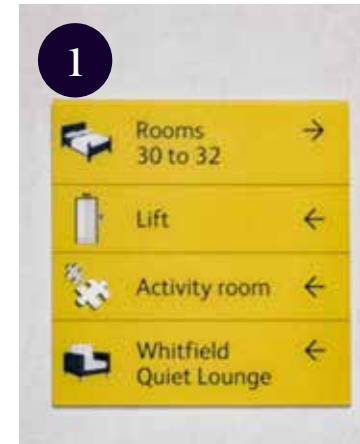 1
Rooms →
30 to 32
Lift ←
Activity room ←
Whitfield ←
Quiet Lounge